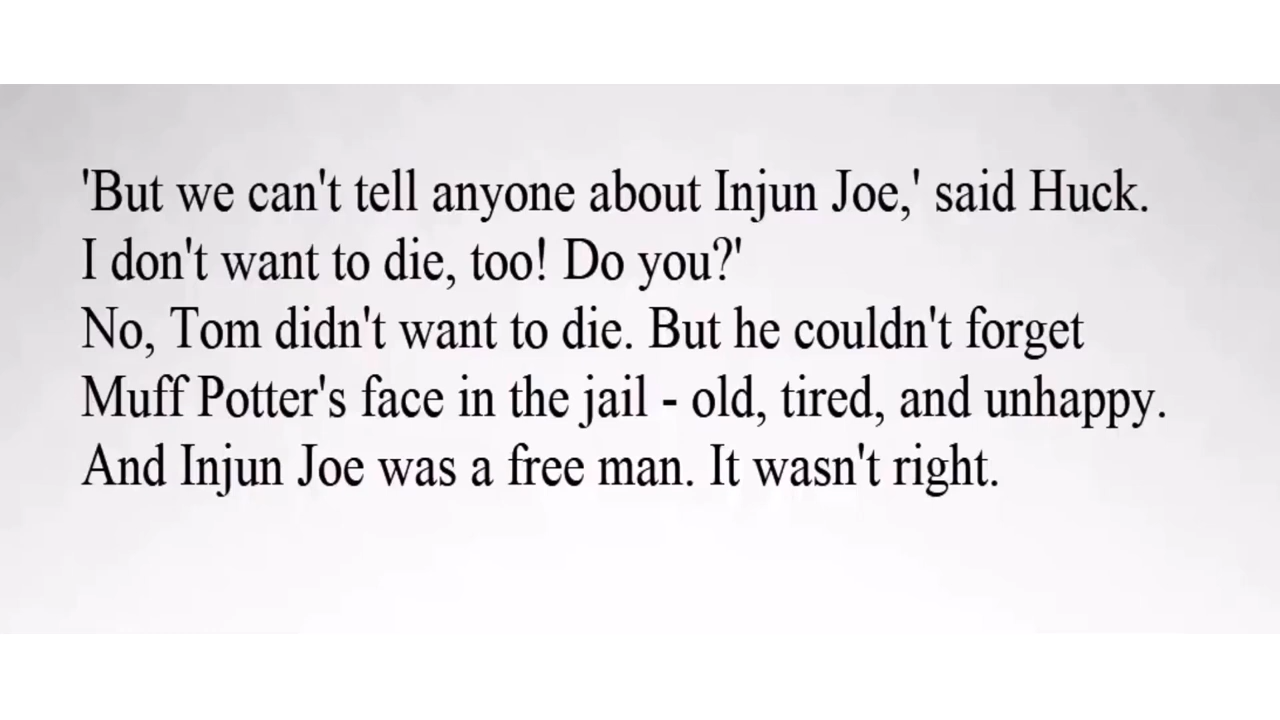 'But we can't tell anyone about Injun Joe,' said Huck.
I don't want to die, too! Do you?'
No, Tom didn't want to die. But he couldn't forget
Muff Potter's face in the jail - old, tired, and unhappy.
And Injun Joe was a free man. It wasn't right.